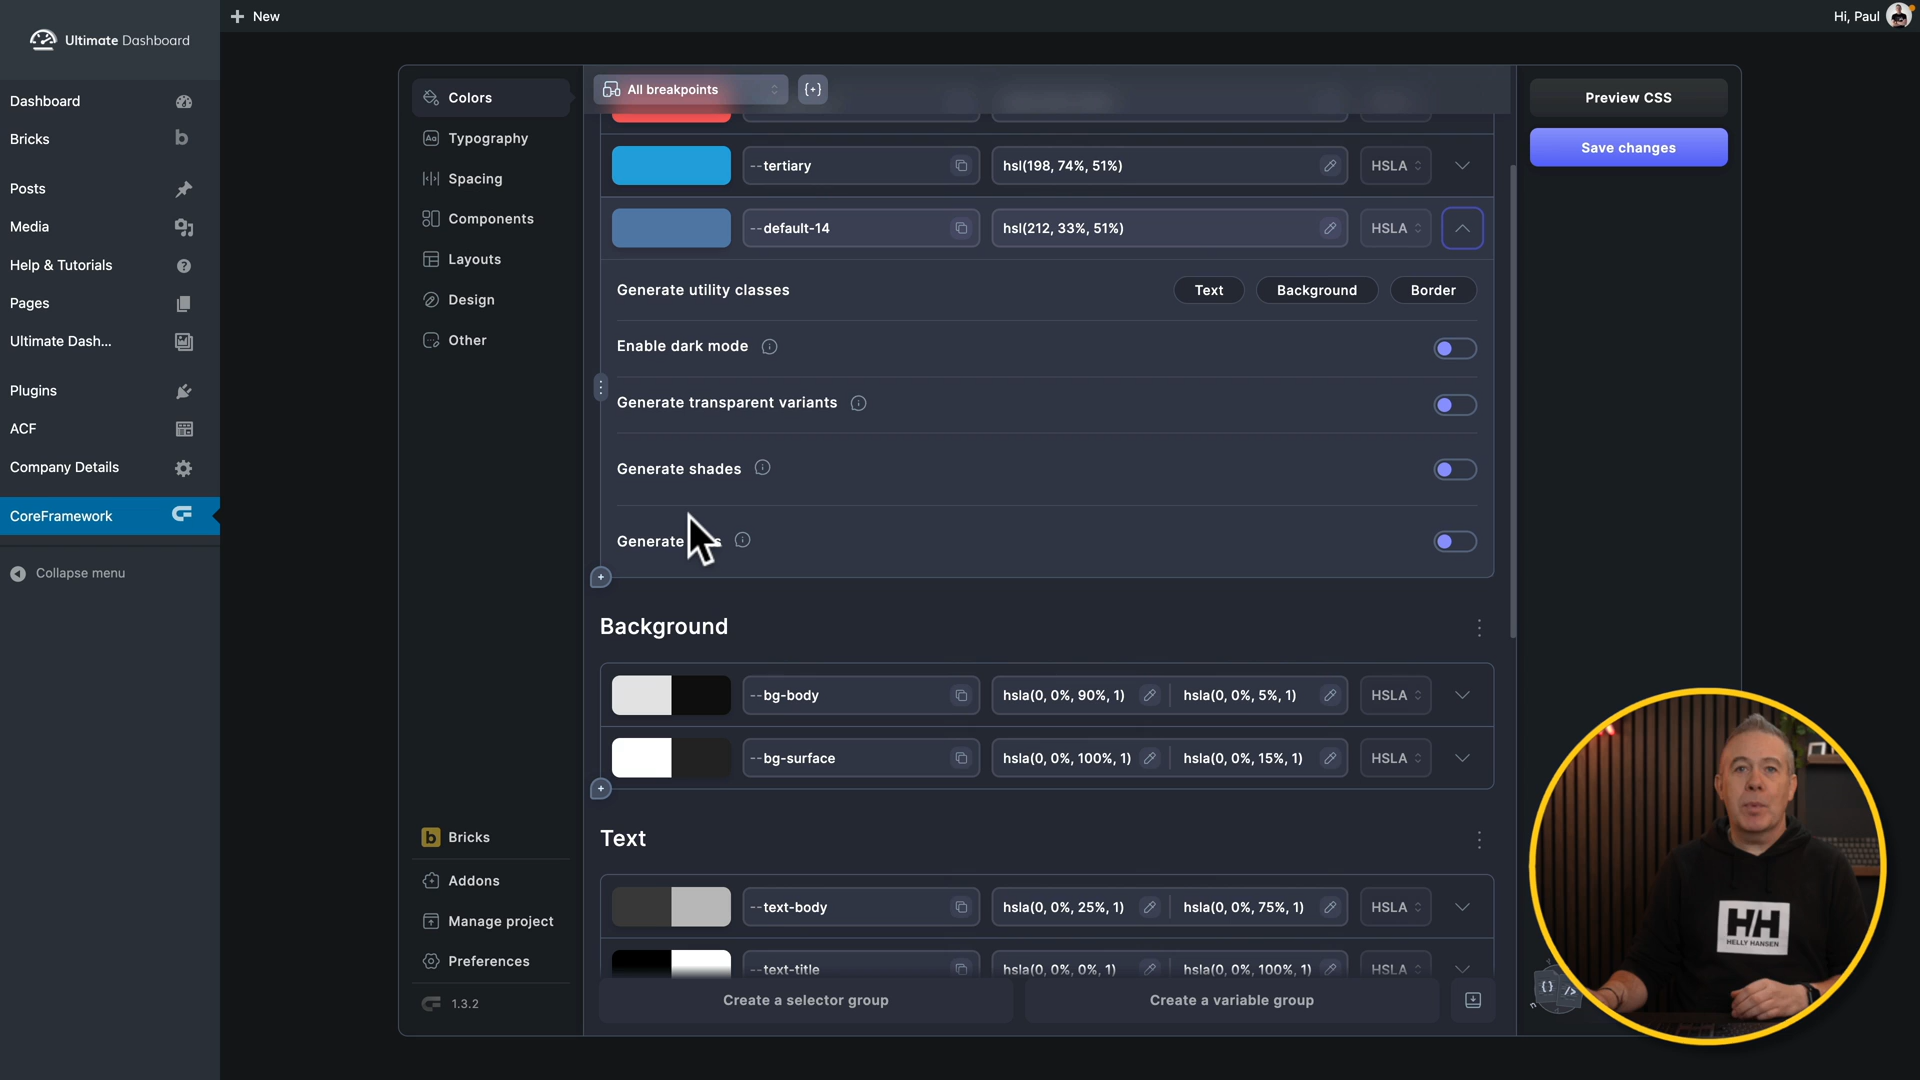 New
Hi, Paul
Ultimate Dashboard
Dashboard
Bricks
Posts
Media
Help & Tutorials
Pages
Ultimate Dash...
Plugins
ACF
Company Details
CoreFramework
Collapse menu
Colors
Typography
Spacing
Components
Layouts
Design
Other
Bricks
Addons
Manage project
Preferences
1.3.2
All breakpoints
{+}
--tertiary
hsl(198, 74%, 51%)
HSLA
--default-14
hsl(212, 33%, 51%)
HSLA
Generate utility classes
Text
Background
Border
Enable dark mode
Generate transparent variants
Generate shades
Generate
Background
--bg-body
hsla(0, 0%, 90%, 1)
hsla(0, 0%, 5%, 1)
HSLA
--bg-surface
hsla(0, 0%, 100%, 1)
hsla(0, 0%, 15%, 1)
HSLA
Text
--text-body
hsla(0, 0%, 25%, 1)
hsla(0, 0%, 75%, 1)
HSLA
--text-title
hsla(0, 0%, 0%, 1)
hsla(0, 0%, 100%, 1)
HSLA
Create a selector group
Create a variable group
Preview CSS
Save changes
HH
HELLY HANSEN